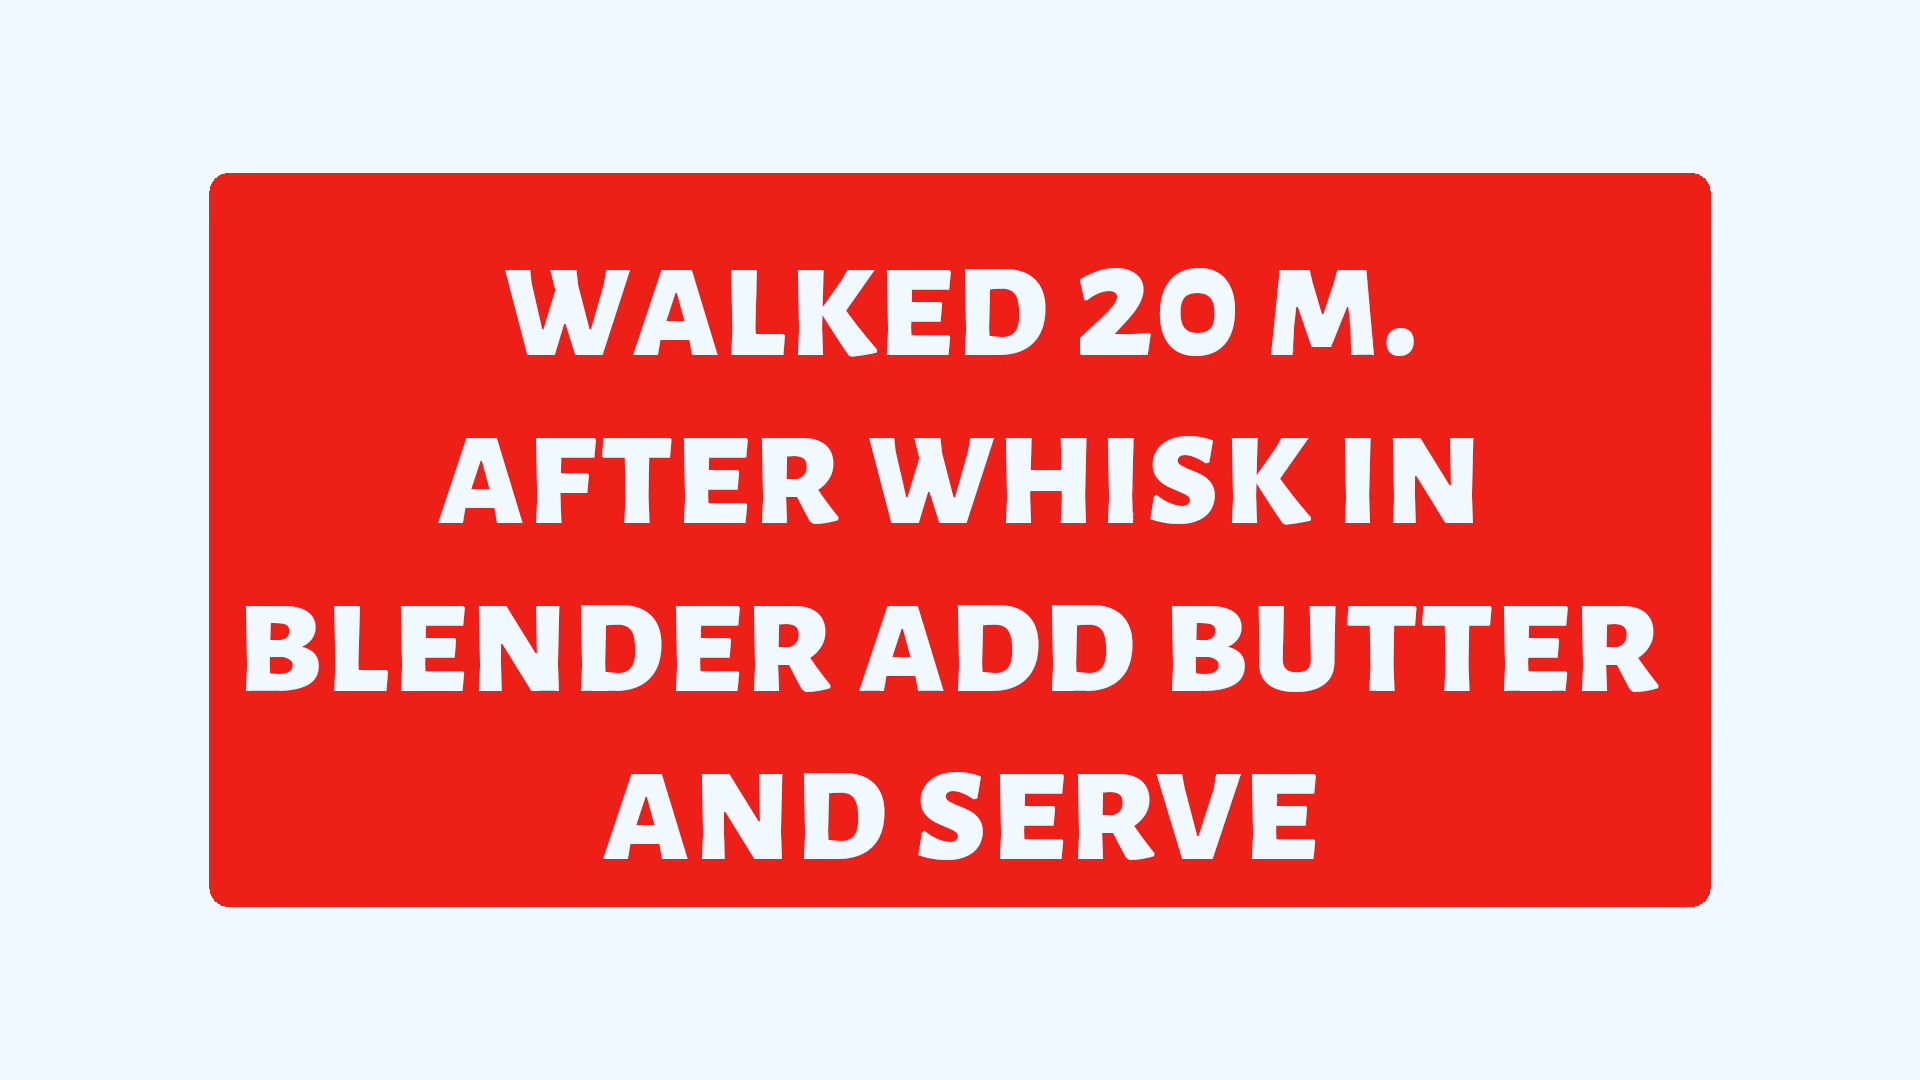 WALKED 20 M.
AFTER WHISK IN
BLENDER ADD BUTTER
AND SERVE